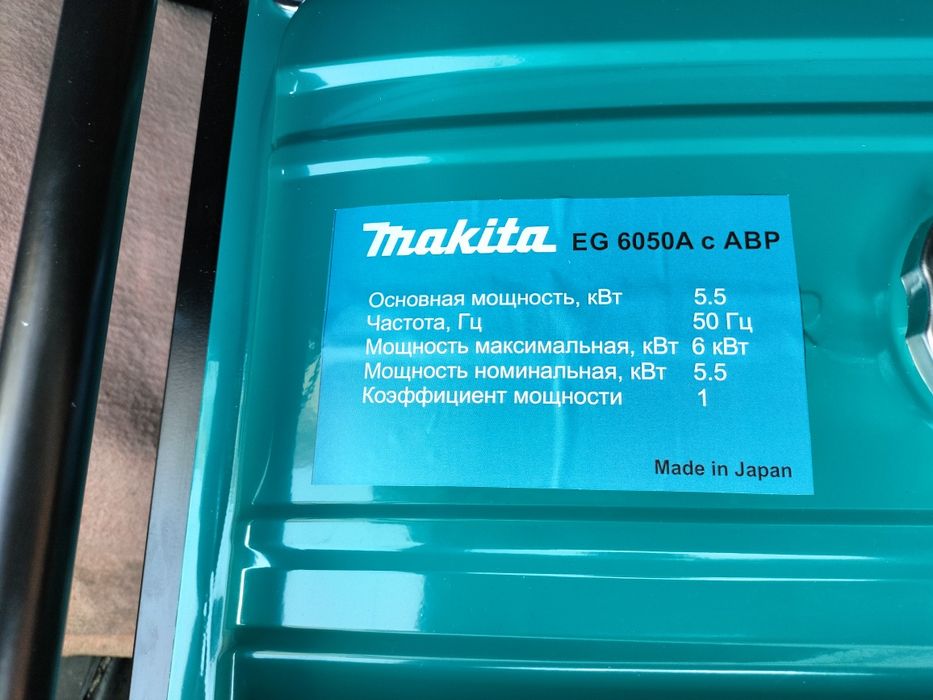 makita EG 6050A с АВР
Основная мощность, кВт 5.5
Частота, Гц 50 Гц
Мощность максимальная, кВт 6 кВт
Мощность номинальная, кВт 5.5
Коэффициент мощности 1
Made in Japan